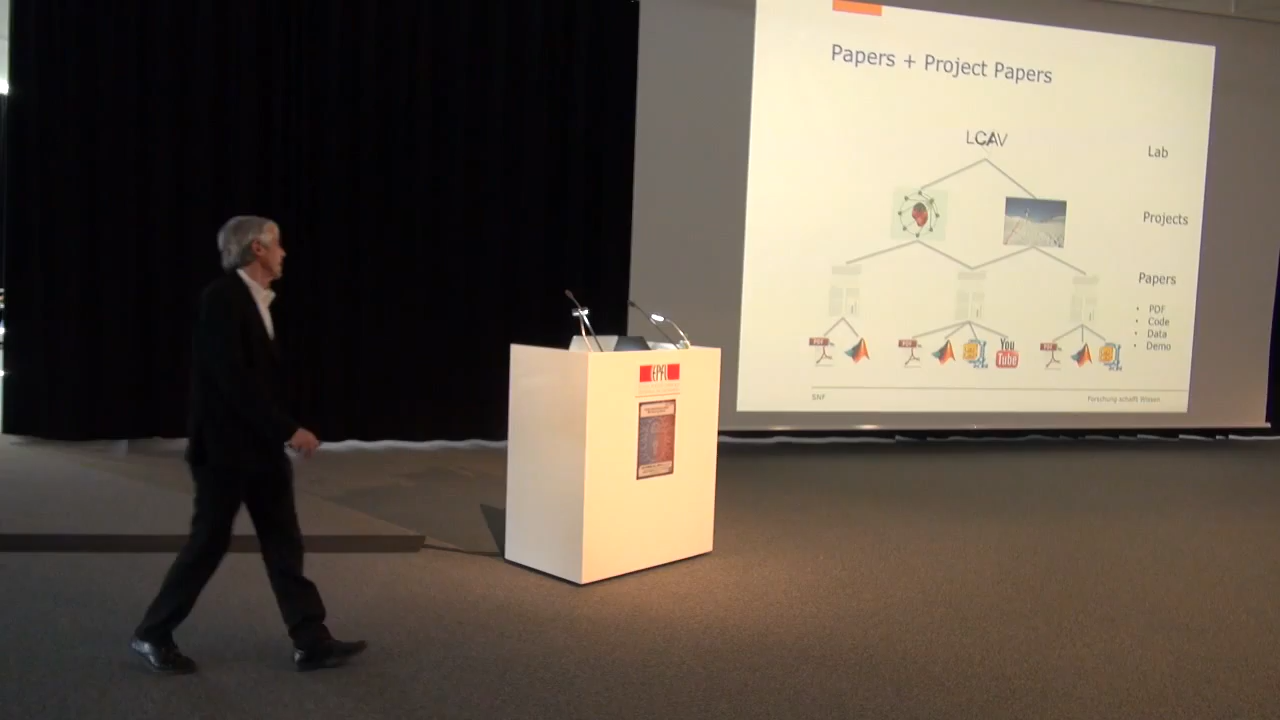 Papers + Project Papers
LCAV
Lab
Projects
Papers
• PDF
• Code
• Data
• Demo
PDF
PDF
You
Tube
PDF
SNF
Forschung schafft Wissen
EPFL